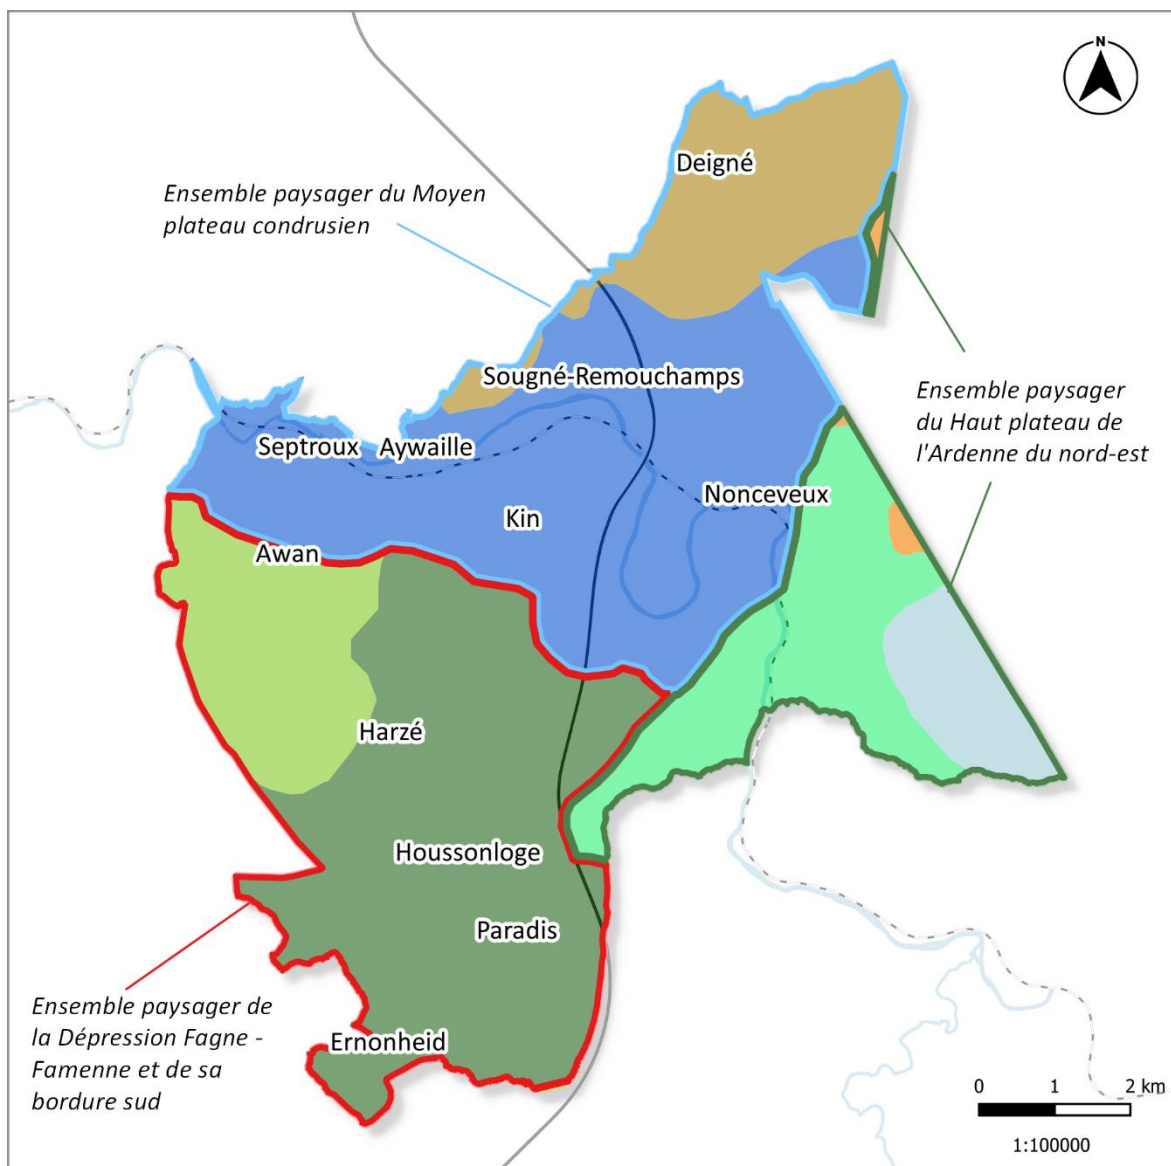 N
Deigné
Ensemble paysager du Moyen
plateau condrusien
Sougné-Remouchamps
Ensemble paysager
du Haut plateau de
l'Ardenne du nord-est
Septroux
Aywaille
Nonceveux
Kin
Awan
Harzé
Houssonloge
Paradis
Ensemble paysager de
la Dépression Fagne -
Famenne et de sa
bordure sud
Ernonheid
0 1 2 km
1:100000